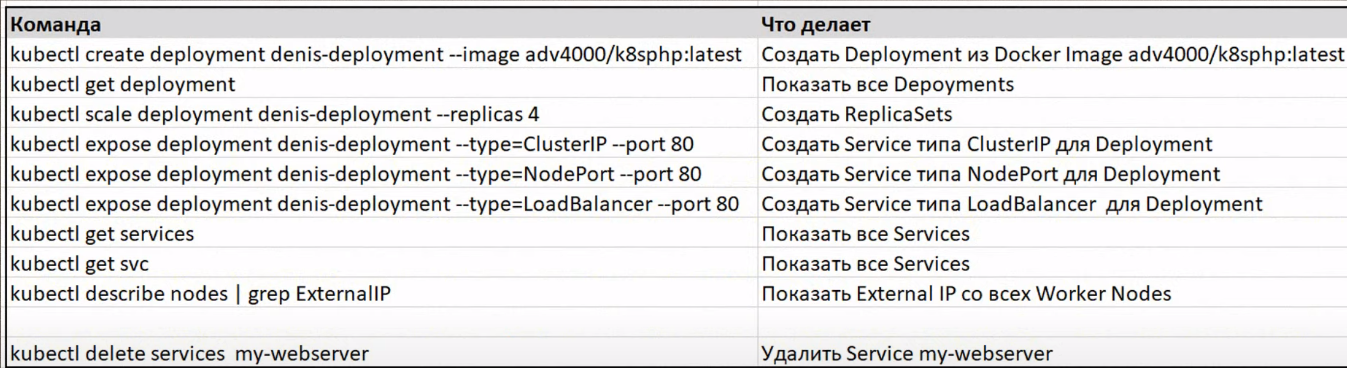 Команда Что делает
kubectl create deployment denis-deployment --image adv4000/k8sphp:latest Создать Deployment из Docker Image adv4000/k8sphp:latest
kubectl get deployment Показать все Depoyments
kubectl scale deployment denis-deployment --replicas 4 Создать ReplicaSets
kubectl expose deployment denis-deployment --type=ClusterIP --port 80 Создать Service типа ClusterIP для Deployment
kubectl expose deployment denis-deployment --type=NodePort --port 80 Создать Service типа NodePort для Deployment
kubectl expose deployment denis-deployment --type=LoadBalancer --port 80 Создать Service типа LoadBalancer для Deployment
kubectl get services Показать все Services
kubectl get svc Показать все Services
kubectl describe nodes | grep ExternalIP Показать External IP со всех Worker Nodes
kubectl delete services my-webserver Удалить Service my-webserver